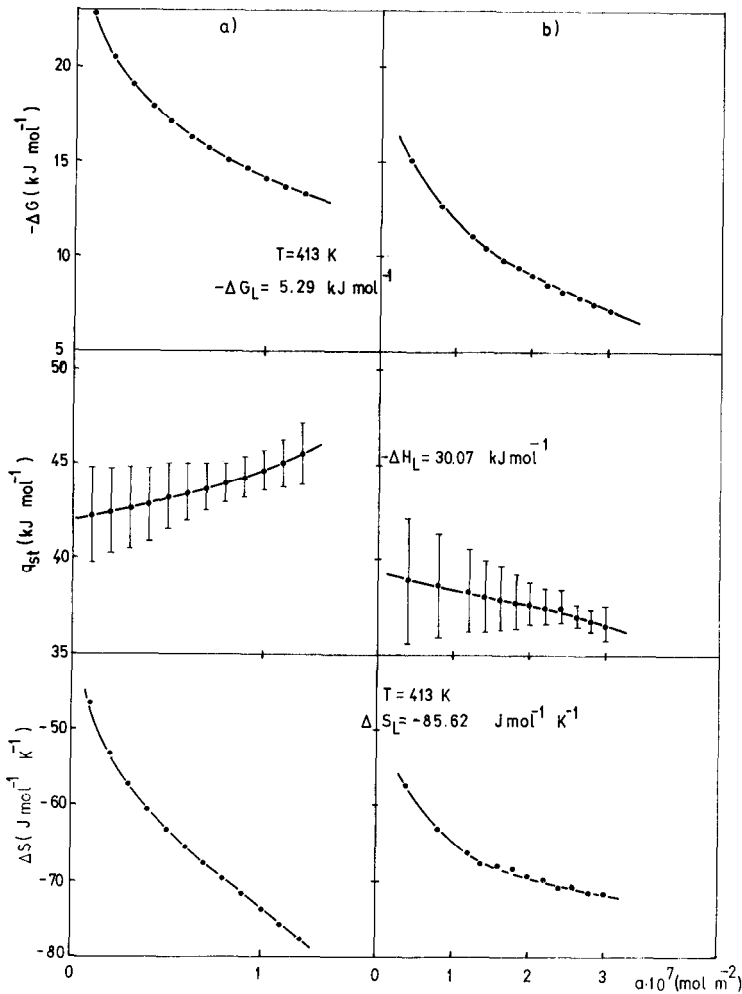 a)
b)
20
15
10
5
-ΔG (kJ mol⁻¹)
T=413 K
-ΔG_L = 5.29 kJ mol⁻¹
50
45
40
35
q_st (kJ mol⁻¹)
-ΔH_L = 30.07 kJ mol⁻¹
-50
-60
-70
-80
ΔS (J mol⁻¹ K⁻¹)
T = 413 K
ΔS_L = -85.62 J mol⁻¹ K⁻¹
0
1
0
1
2
3
a·10⁷ (mol m⁻²)